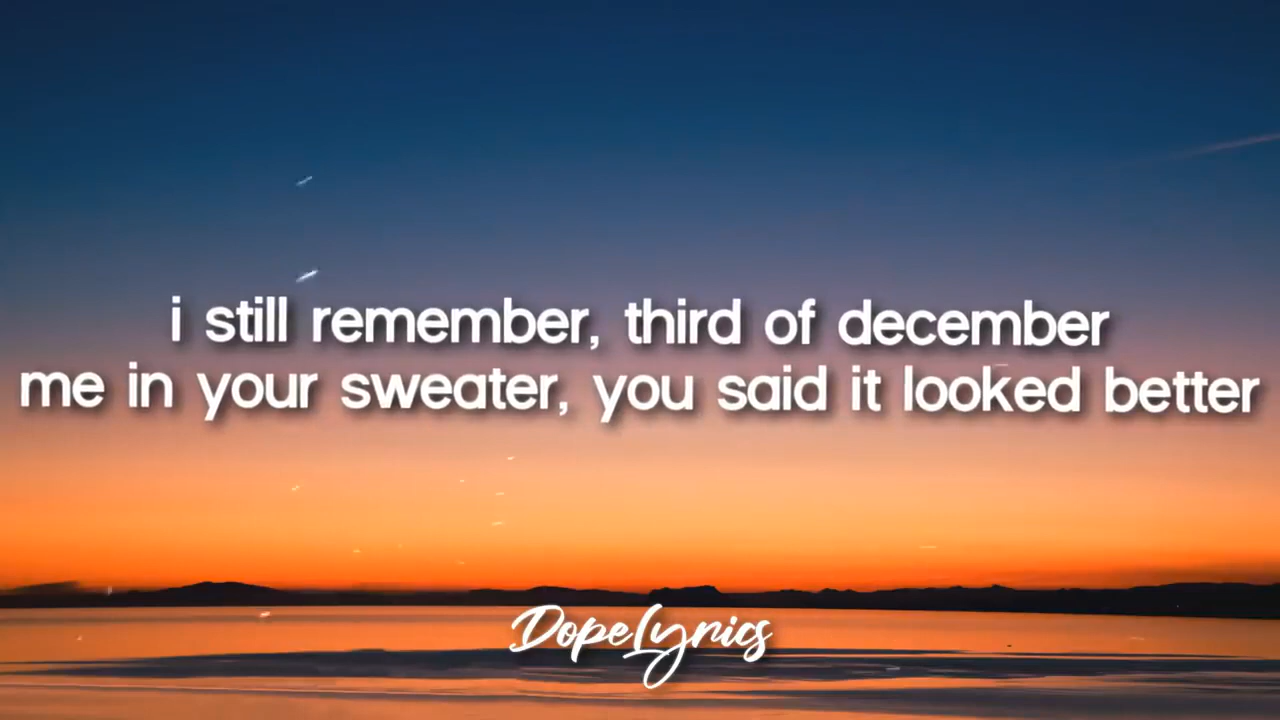 i still remember, third of december
me in your sweater, you said it looked better
DopeLyrics